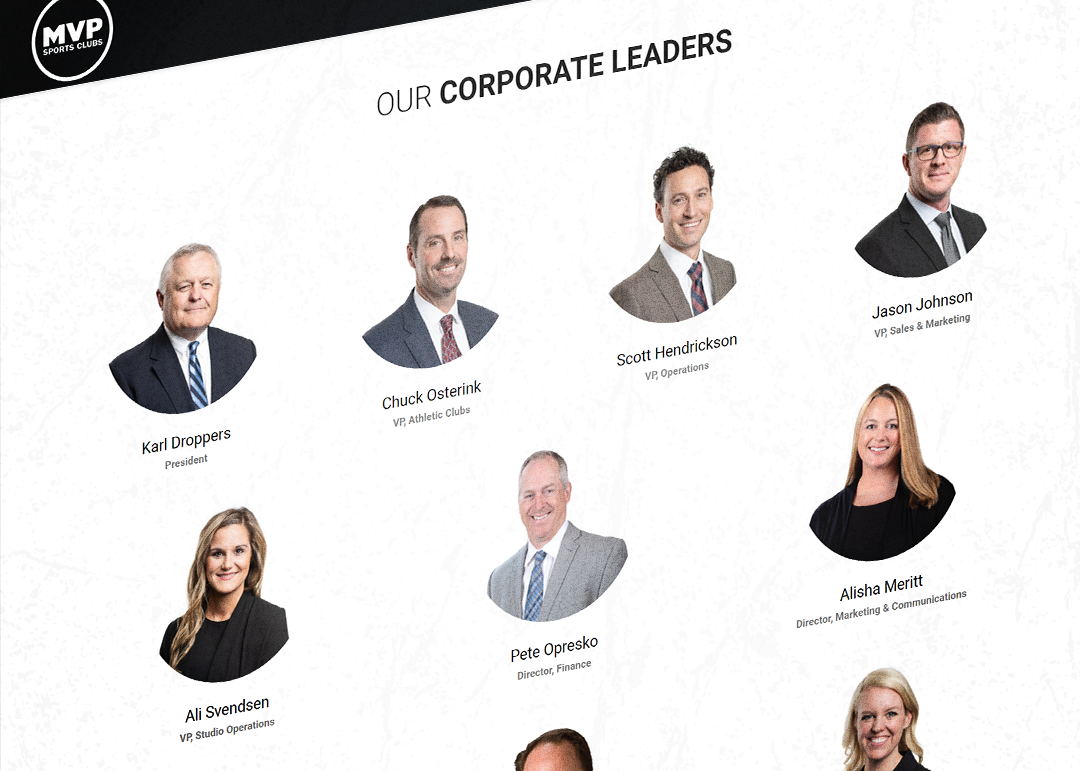 MVP
SPORTS CLUBS
OUR CORPORATE LEADERS
Karl Droppers
President
Chuck Osterink
VP, Athletic Clubs
Scott Hendrickson
VP, Operations
Jason Johnson
VP, Sales & Marketing
Ali Svendsen
VP, Studio Operations
Pete Opresko
Director, Finance
Alisha Meritt
Director, Marketing & Communications